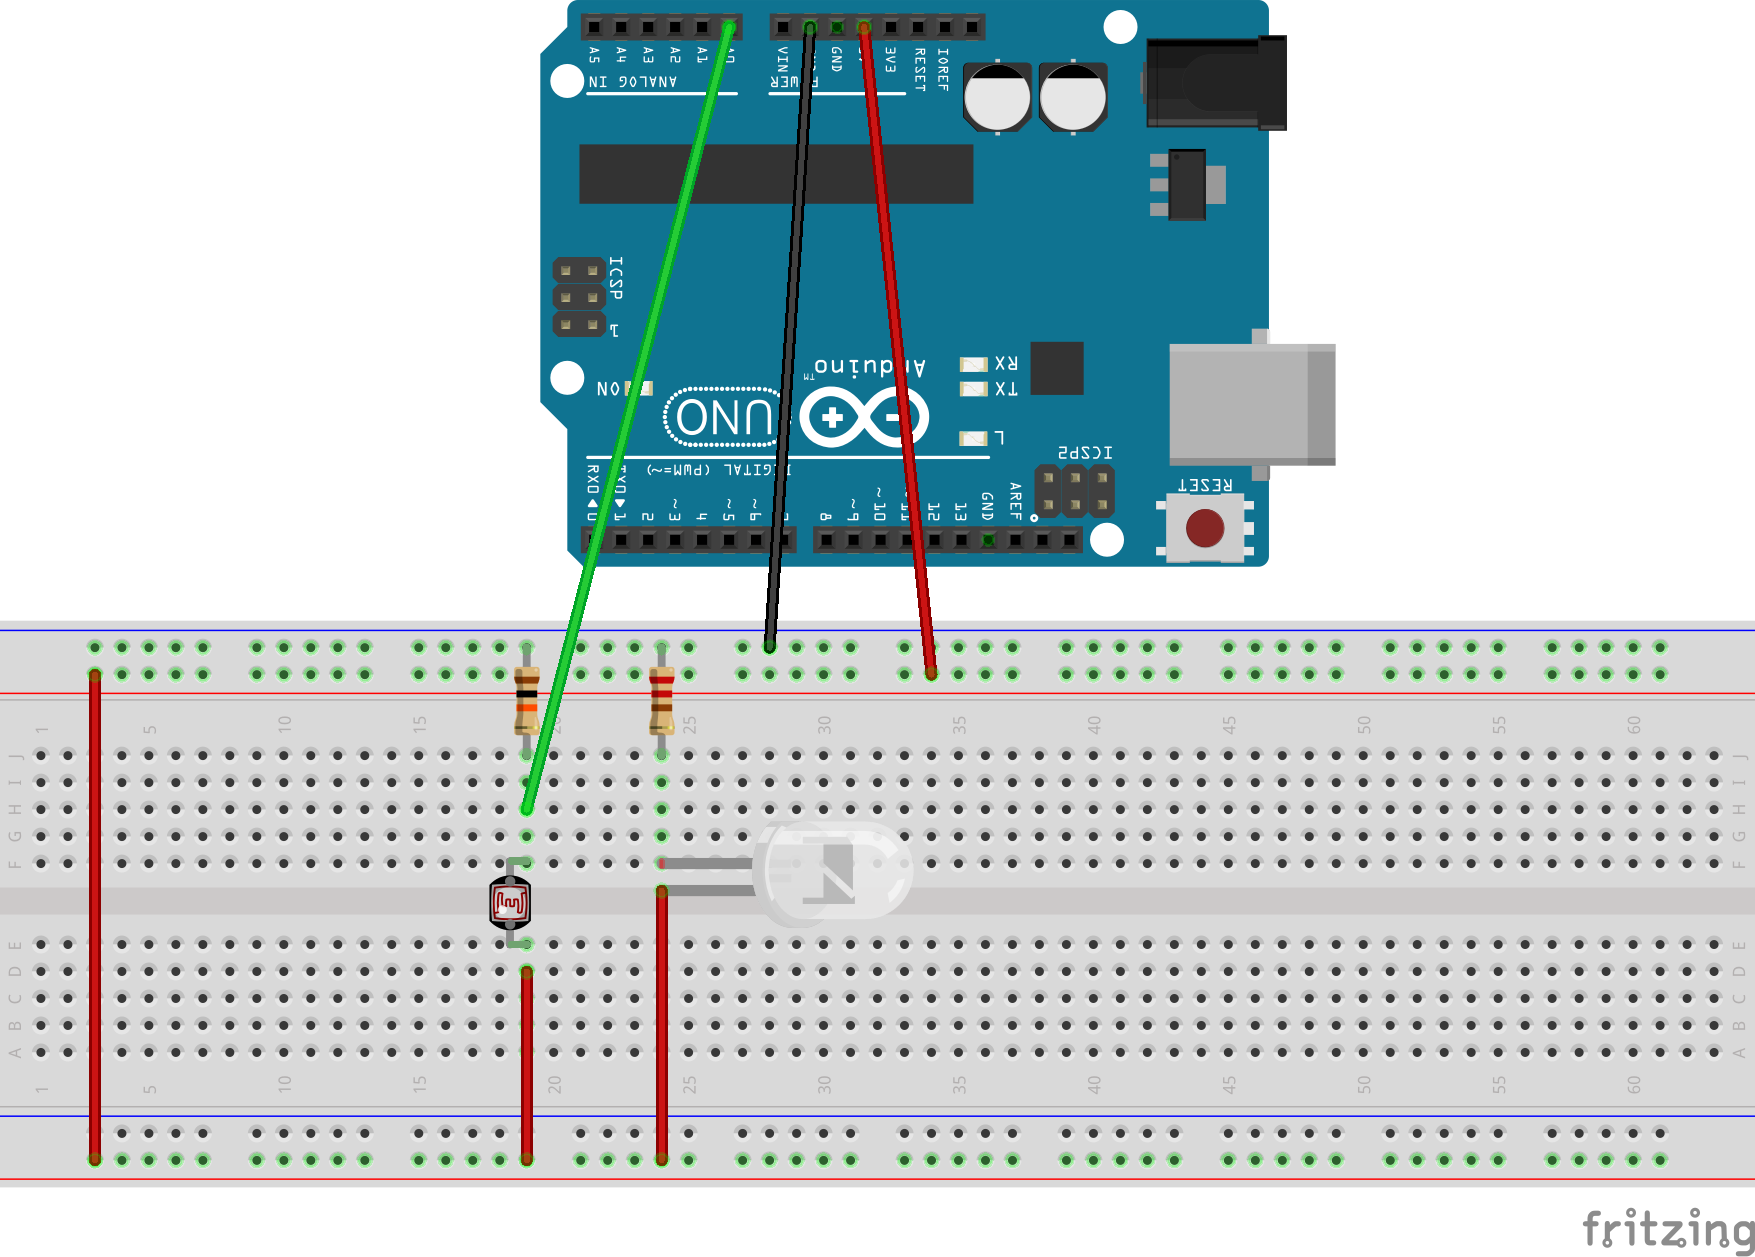 A5 A4 A3 A2 A1 A0 VIN GND 3V3 RESET IOREF
ANALOG IN POWER
ICSP
1
Arduino
TM
RX
ON UNO TX
L
DIGITAL (PWM=~) ICSP2
RX0 TX0 AREF RESET
0 1 2 ~3 4 ~5 ~6 7 8 ~9 ~10 ~11 12 13 GND
1 5 10 15 20 25 30 35 40 45 50 55 60
J J
I I
H H
G G
F F
E E
D D
C C
B B
A A
1 5 10 15 20 25 30 35 40 45 50 55 60
fritzing